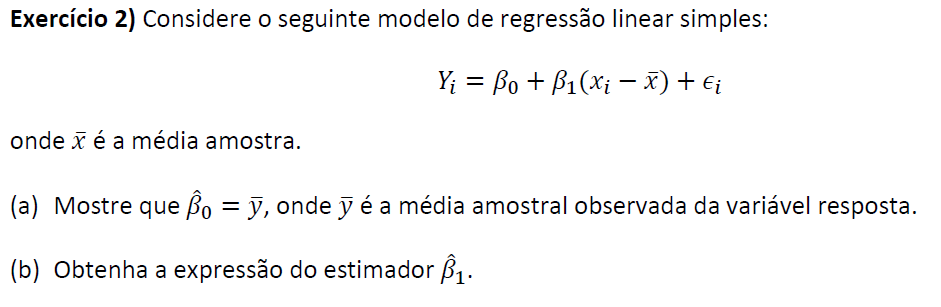 Exercício 2) Considere o seguinte modelo de regressão linear simples:
Yᵢ = β₀ + β₁(xᵢ − x̄) + ϵᵢ
onde x̄ é a média amostra.
(a) Mostre que β̂₀ = ȳ, onde ȳ é a média amostral observada da variável resposta.
(b) Obtenha a expressão do estimador β̂₁.